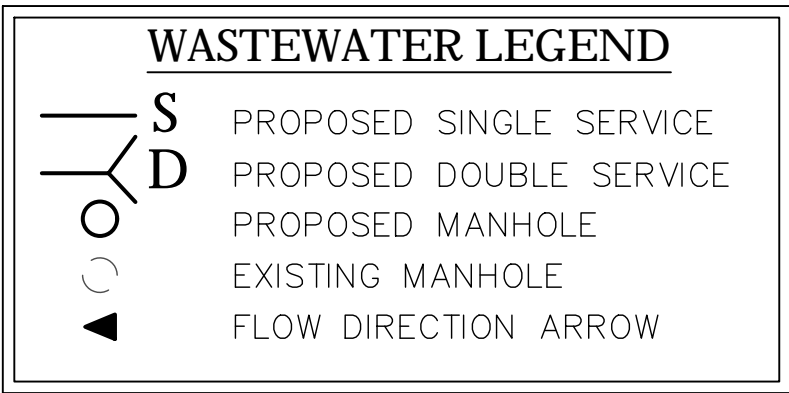 WASTEWATER LEGEND
S PROPOSED SINGLE SERVICE
D PROPOSED DOUBLE SERVICE
PROPOSED MANHOLE
EXISTING MANHOLE
FLOW DIRECTION ARROW